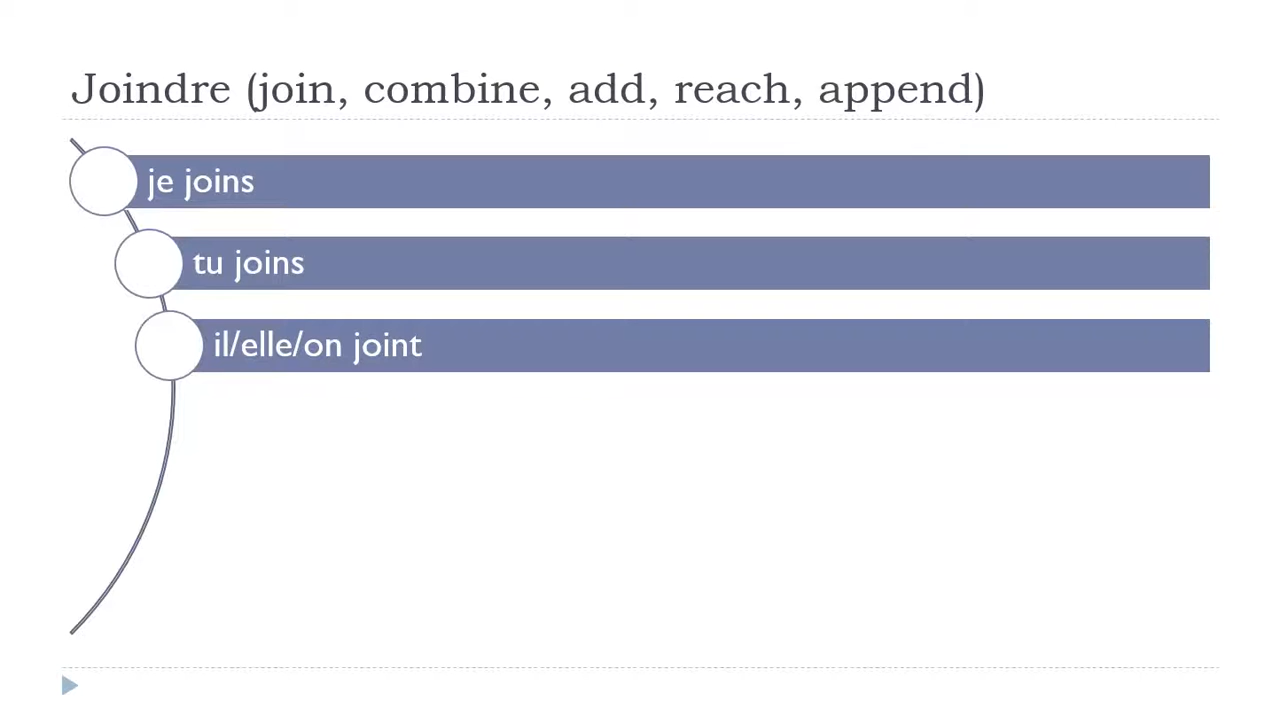 Joindre (join, combine, add, reach, append)
je joins
tu joins
il/elle/on joint